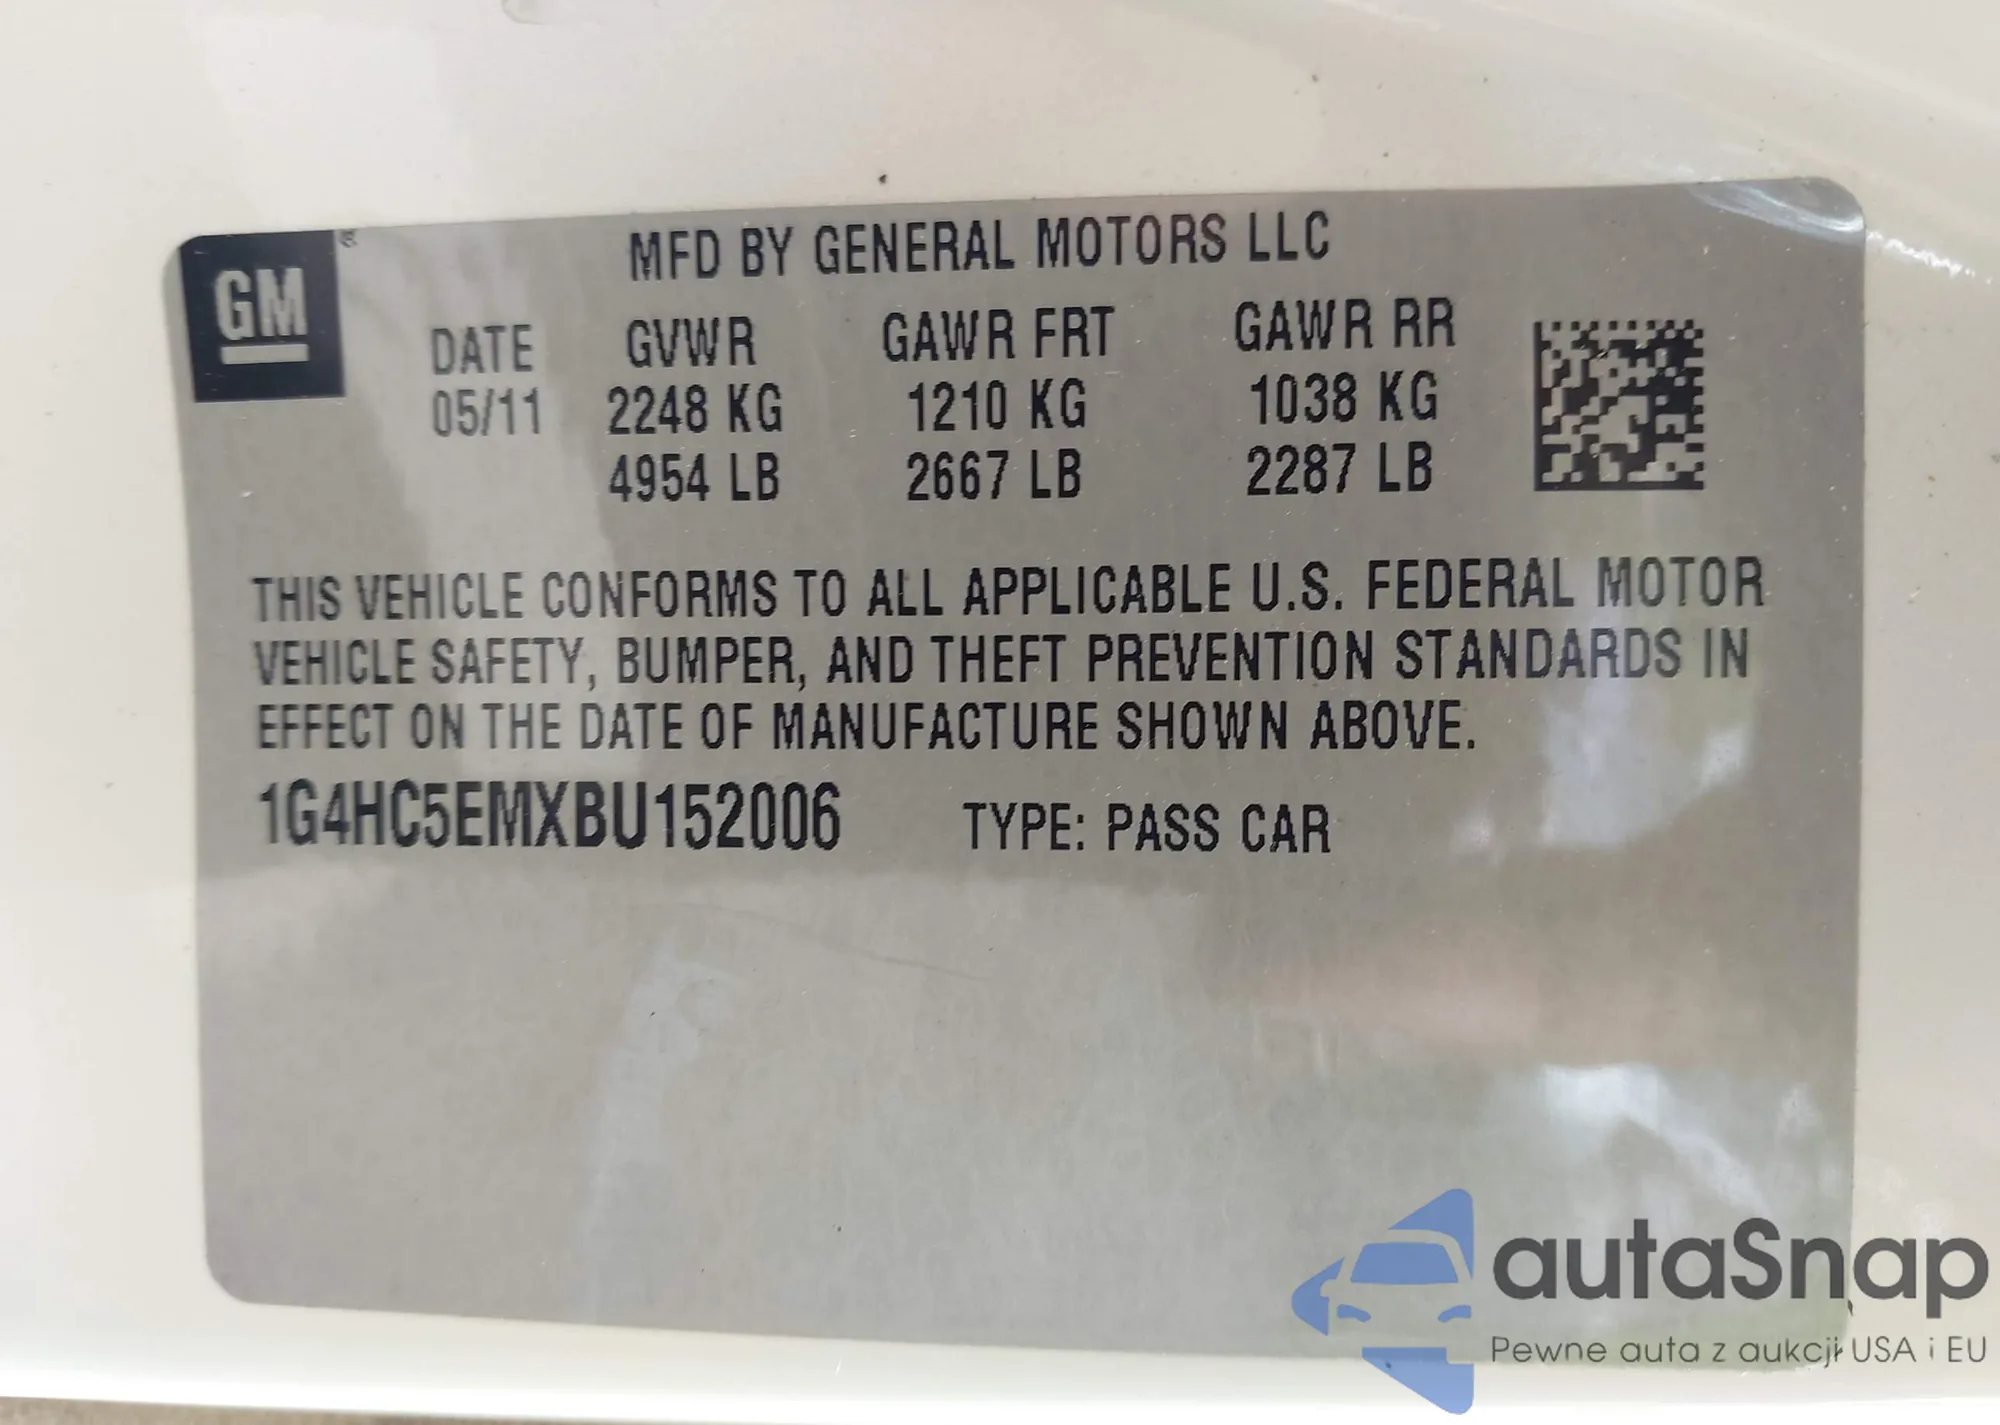 GM
MFD BY GENERAL MOTORS LLC
DATE GVWR GAWR FRT GAWR RR
05/11 2248 KG 1210 KG 1038 KG
4954 LB 2667 LB 2287 LB
THIS VEHICLE CONFORMS TO ALL APPLICABLE U.S. FEDERAL MOTOR
VEHICLE SAFETY, BUMPER, AND THEFT PREVENTION STANDARDS IN
EFFECT ON THE DATE OF MANUFACTURE SHOWN ABOVE.
1G4HC5EMXBU152006 TYPE: PASS CAR
autaSnap
Pewne auta z aukcji USA i EU